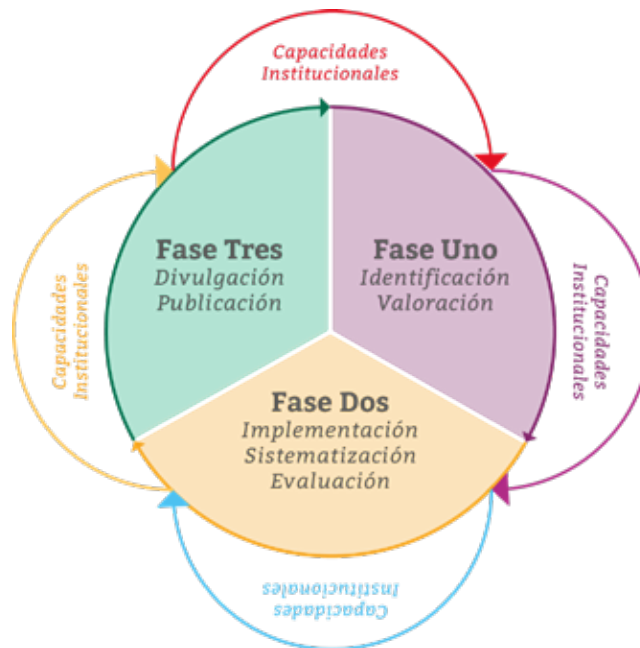 Capacidades
Institucionales
Fase Tres
Divulgación
Publicación
Fase Uno
Identificación
Valoración
Capacidades
Institucionales
Capacidades
Institucionales
Fase Dos
Implementación
Sistematización
Evaluación
Capacidades
Institucionales